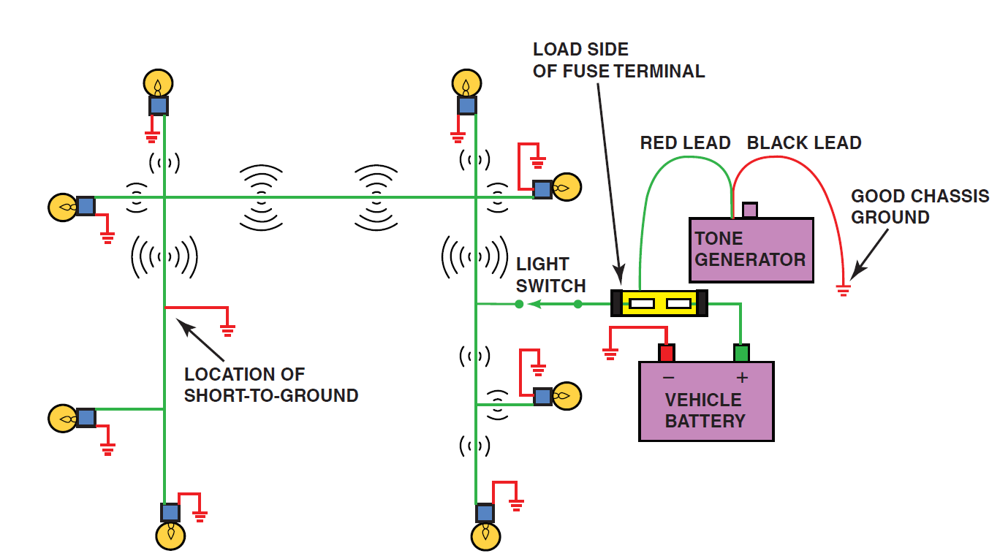 LOAD SIDE
OF FUSE TERMINAL
RED LEAD
BLACK LEAD
GOOD CHASSIS
GROUND
TONE
GENERATOR
LIGHT
SWITCH
LOCATION OF
SHORT-TO-GROUND
− +
VEHICLE
BATTERY